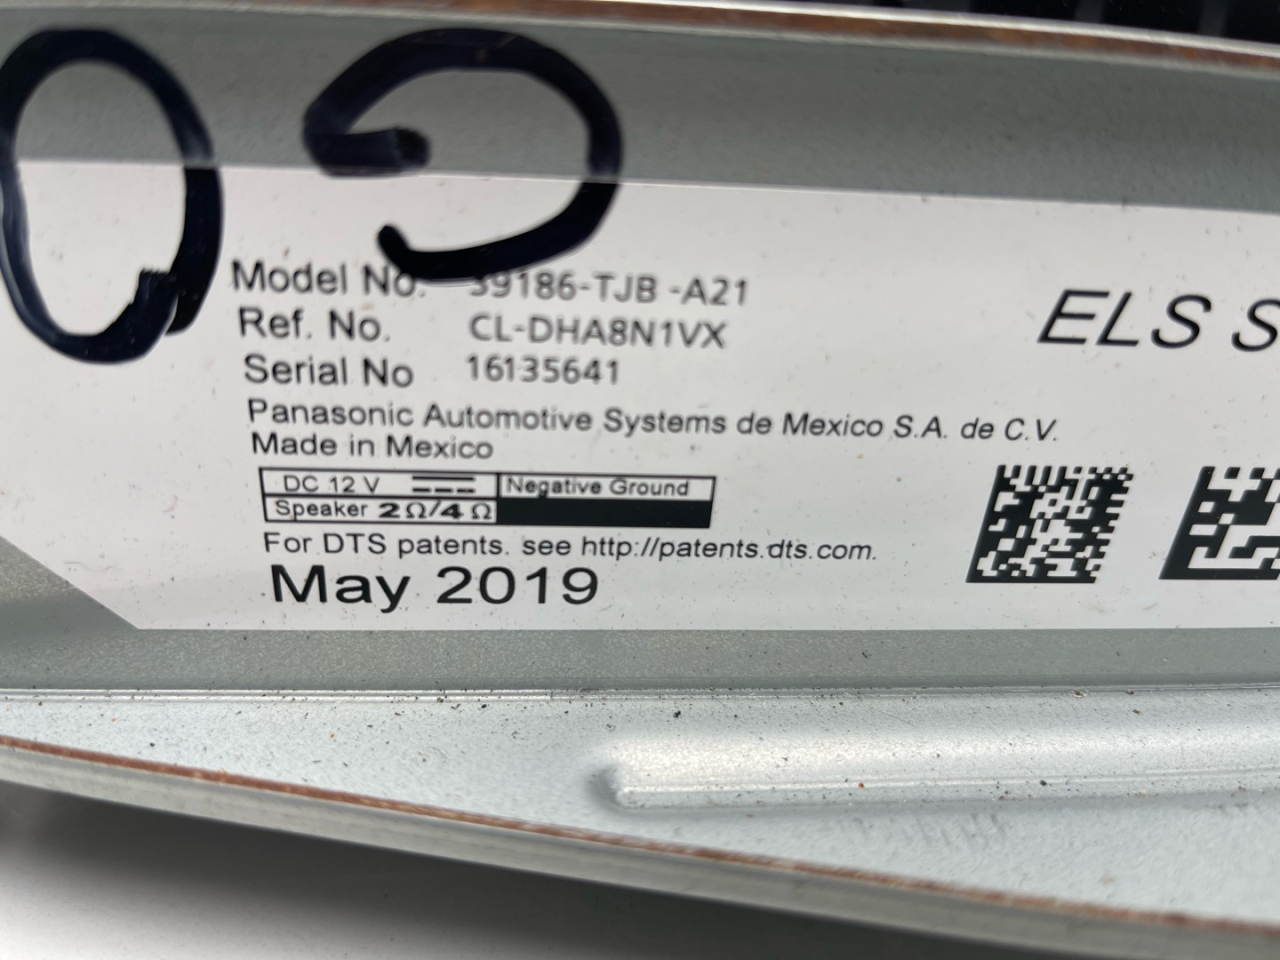 Model No. 39186-TJB -A21
Ref. No. CL-DHA8N1VX
Serial No 16135641
Panasonic Automotive Systems de Mexico S.A. de C.V.
Made in Mexico
DC 12 V Negative Ground
Speaker 2Ω/4Ω
For DTS patents. see http://patents.dts.com.
May 2019
ELS S